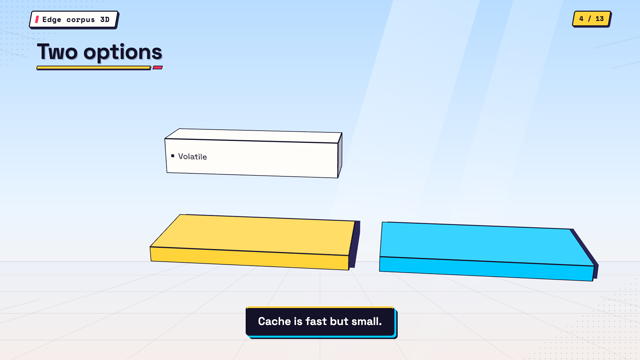 Edge corpus 3D
4 / 13
Two options
Volatile
Cache is fast but small.